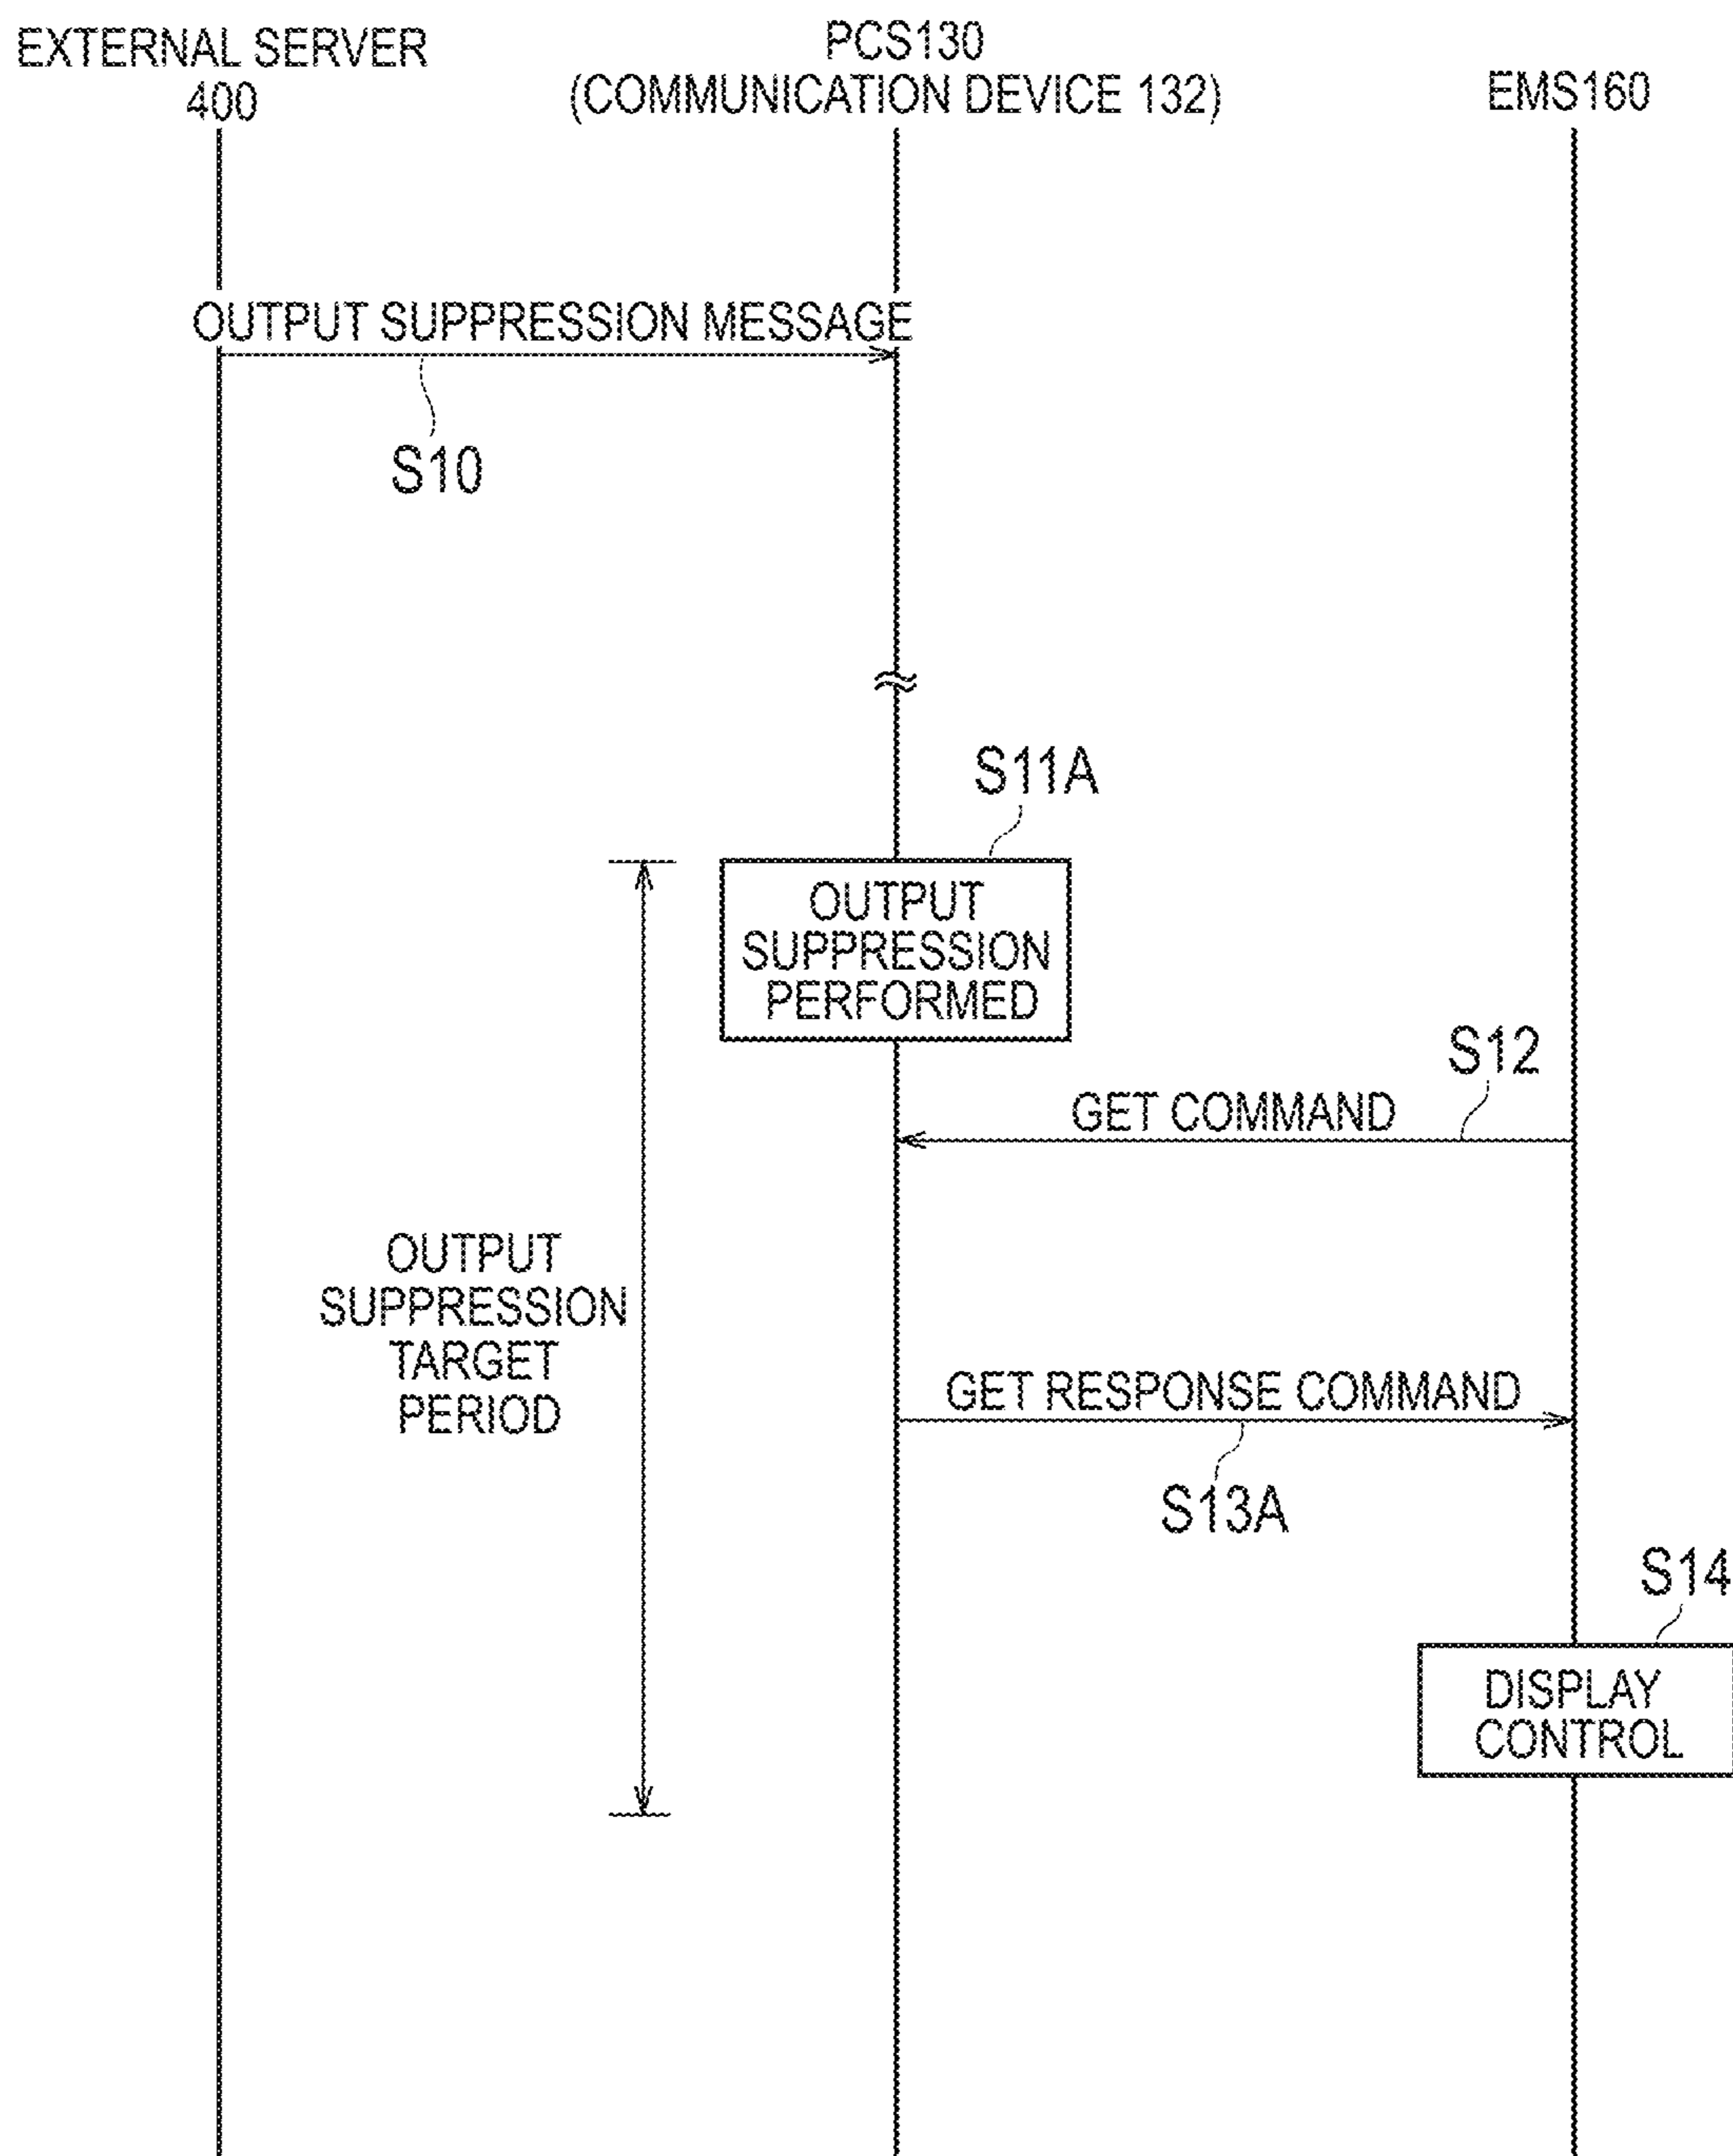 EXTERNAL SERVER
400
PCS130
(COMMUNICATION DEVICE 132)
EMS160
OUTPUT SUPPRESSION MESSAGE
S10
S11A
OUTPUT
SUPPRESSION
PERFORMED
S12
GET COMMAND
OUTPUT
SUPPRESSION
TARGET
PERIOD
GET RESPONSE COMMAND
S13A
S14
DISPLAY
CONTROL